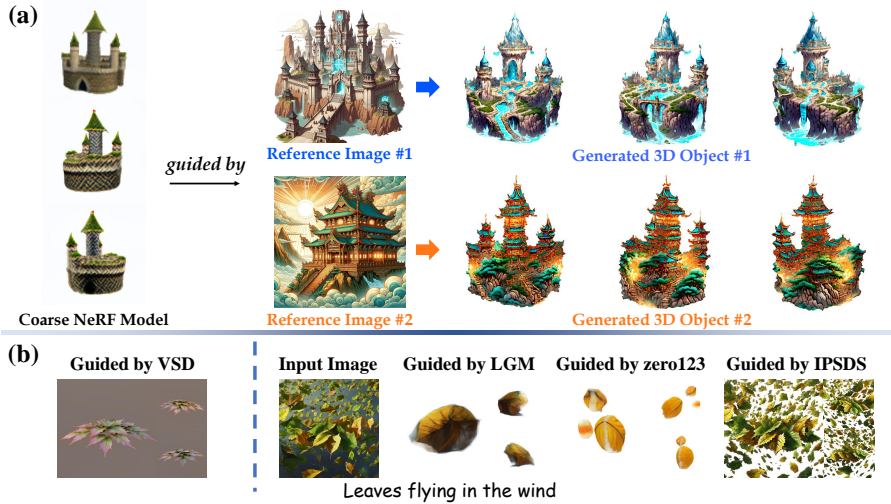 (a)
guided by
Reference Image #1
Generated 3D Object #1
Coarse NeRF Model
Reference Image #2
Generated 3D Object #2
(b)
Guided by VSD
Input Image
Guided by LGM
Guided by zero123
Guided by IPSDS
Leaves flying in the wind